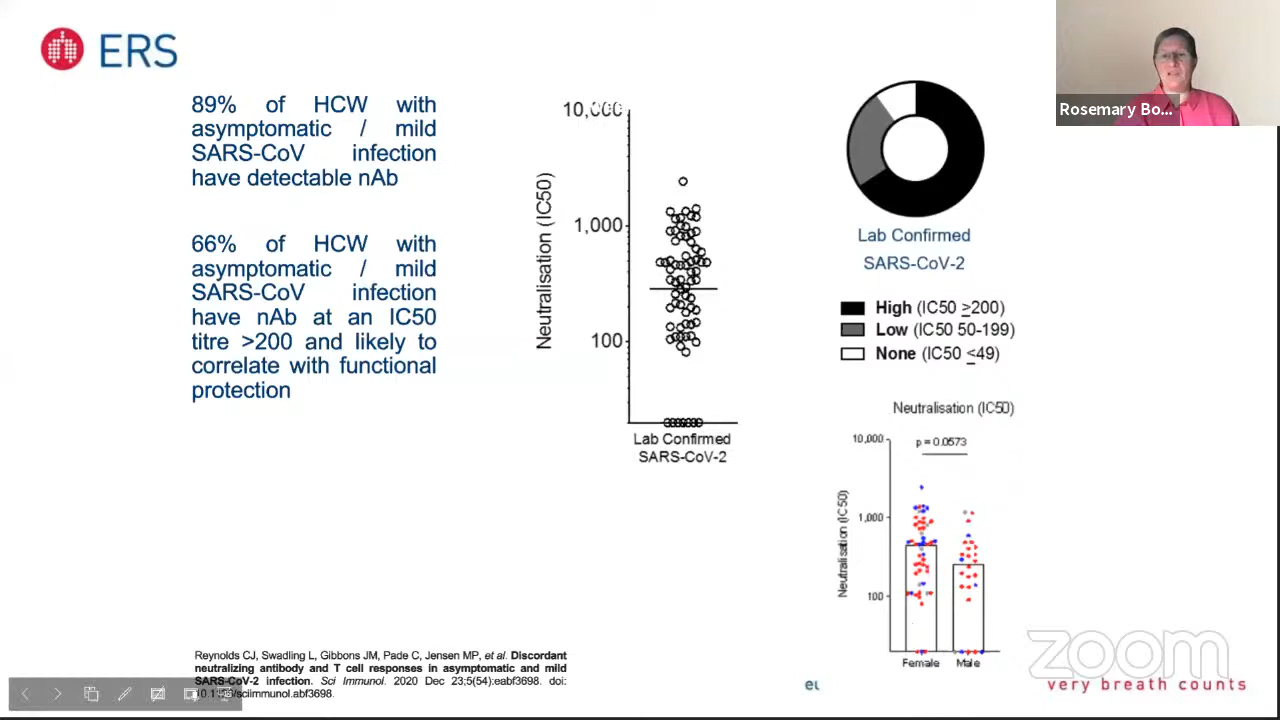 ERS
89% of HCW with
asymptomatic / mild
SARS-CoV infection
have detectable nAb
66% of HCW with
asymptomatic / mild
SARS-CoV infection
have nAb at an IC50
titre >200 and likely to
correlate with functional
protection
Neutralisation (IC50)
10,000
1,000
100
Lab Confirmed
SARS-CoV-2
Lab Confirmed
SARS-CoV-2
High (IC50 ≥200)
Low (IC50 50-199)
None (IC50 ≤49)
Neutralisation (IC50)
p = 0.0573
Neutralisation (IC50)
10,000
1,000
100
Female
Male
Rosemary Bo...
Reynolds CJ, Swadling L, Gibbons JM, Pade C, Jensen MP, et al. Discordant
neutralizing antibody and T cell responses in asymptomatic and mild
SARS-CoV-2 infection. Sci Immunol. 2020 Dec 23;5(54):eabf3698. doi:
/sciimmunol.abf3698.
zoom
very breath counts